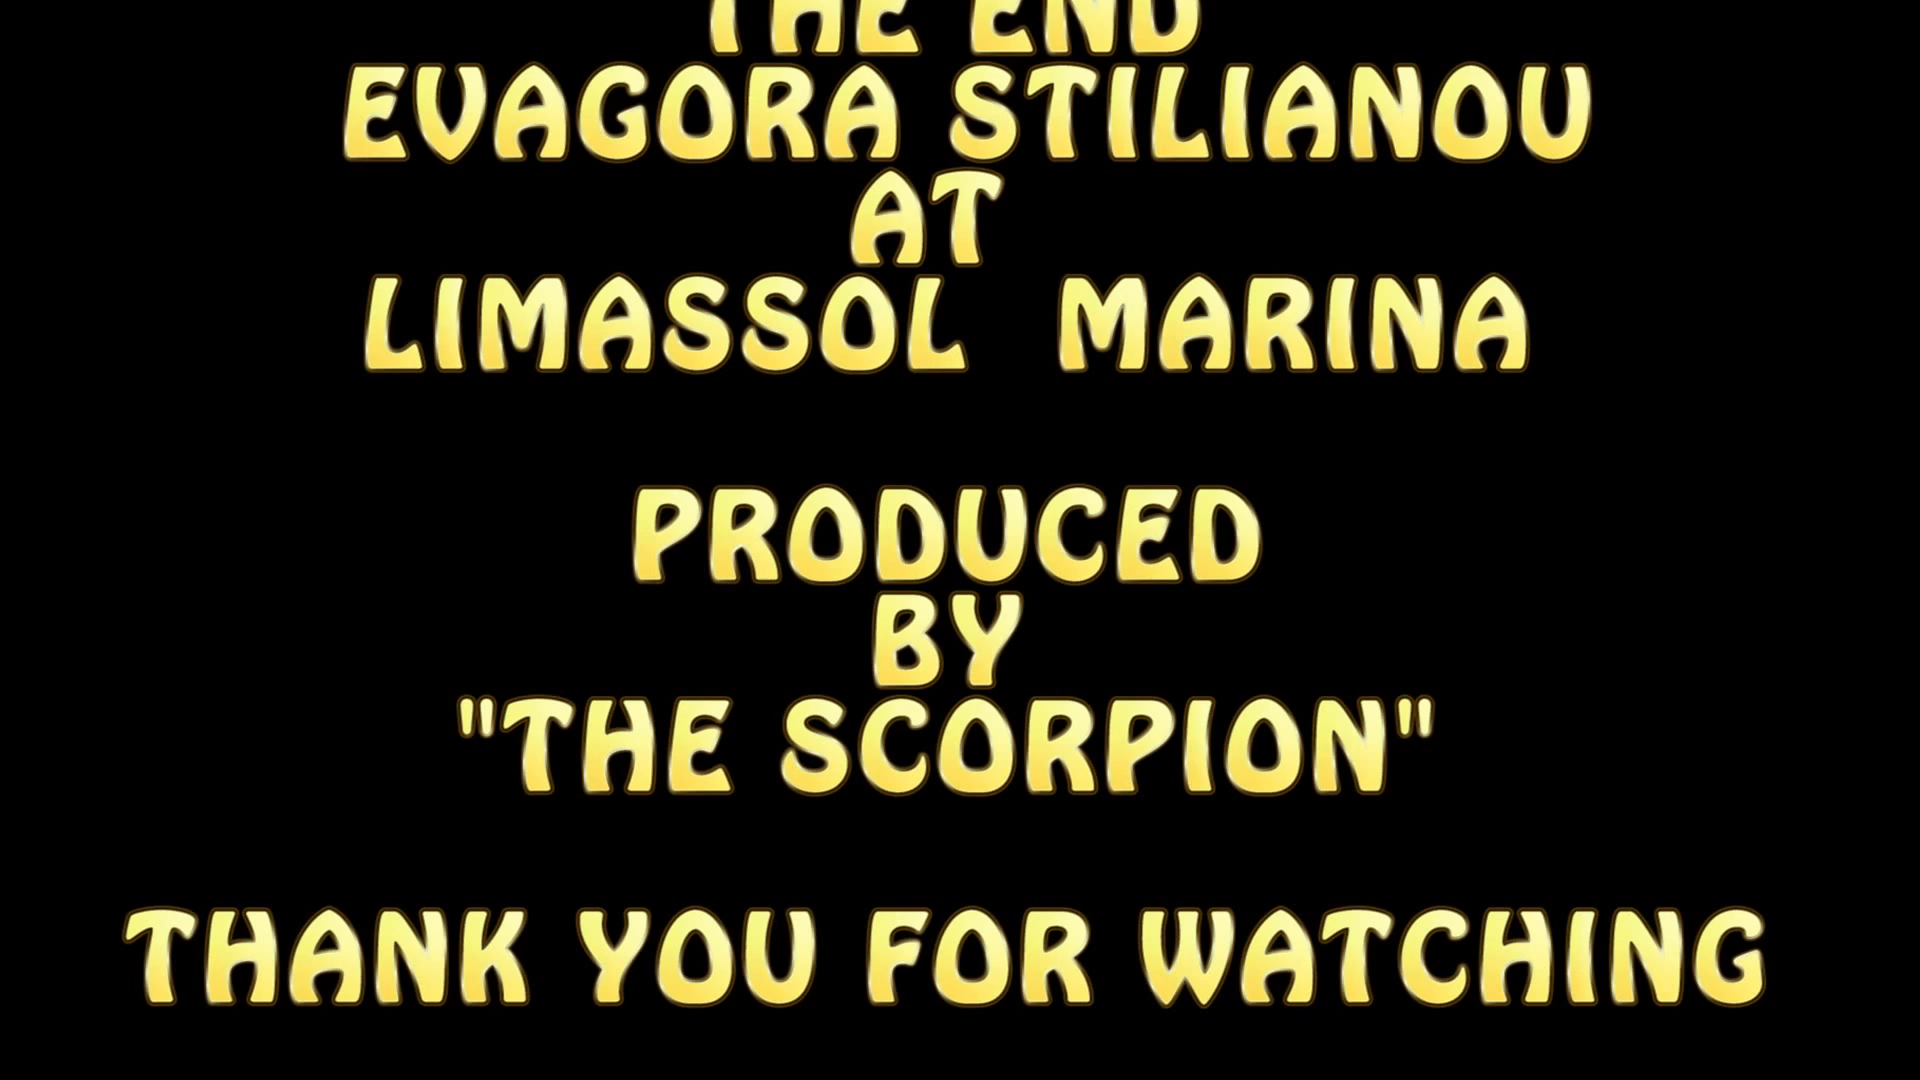 THE END
EVAGORA STILIANOU
AT
LIMASSOL MARINA
PRODUCED
BY
"THE SCORPION"
THANK YOU FOR WATCHING